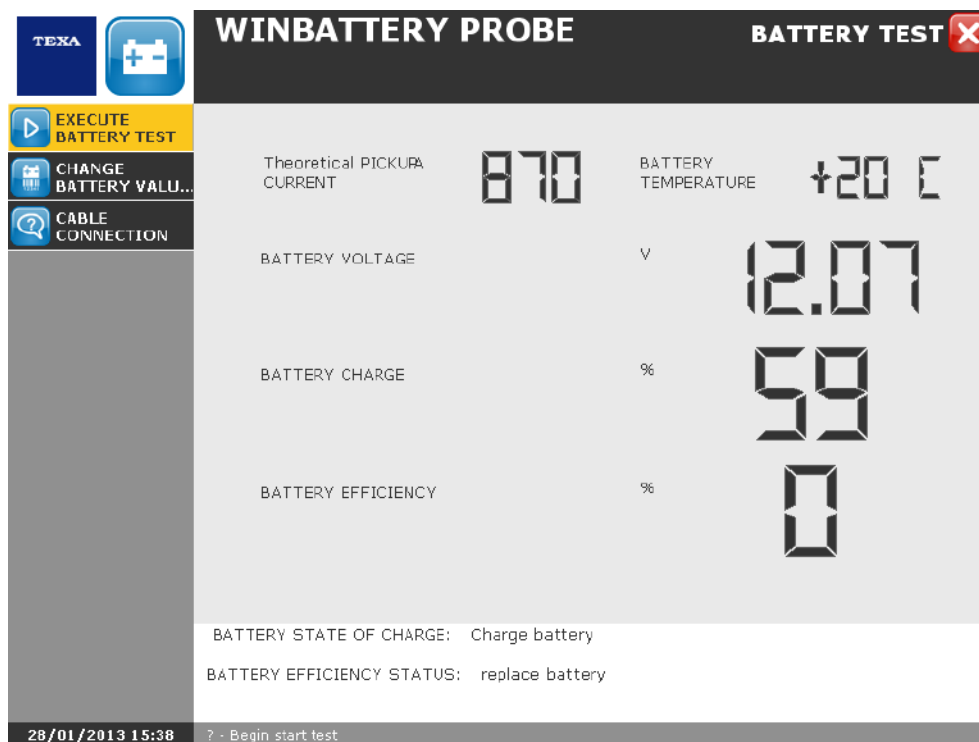 TEXA
WINBATTERY PROBE
BATTERY TEST
EXECUTE
BATTERY TEST
CHANGE
BATTERY VALU...
CABLE
CONNECTION
Theoretical PICKUP A
CURRENT
870
BATTERY
TEMPERATURE
+20 C
BATTERY VOLTAGE V 12.07
BATTERY CHARGE % 59
BATTERY EFFICIENCY % 0
BATTERY STATE OF CHARGE: Charge battery
BATTERY EFFICIENCY STATUS: replace battery
28/01/2013 15:38 ? - Begin start test